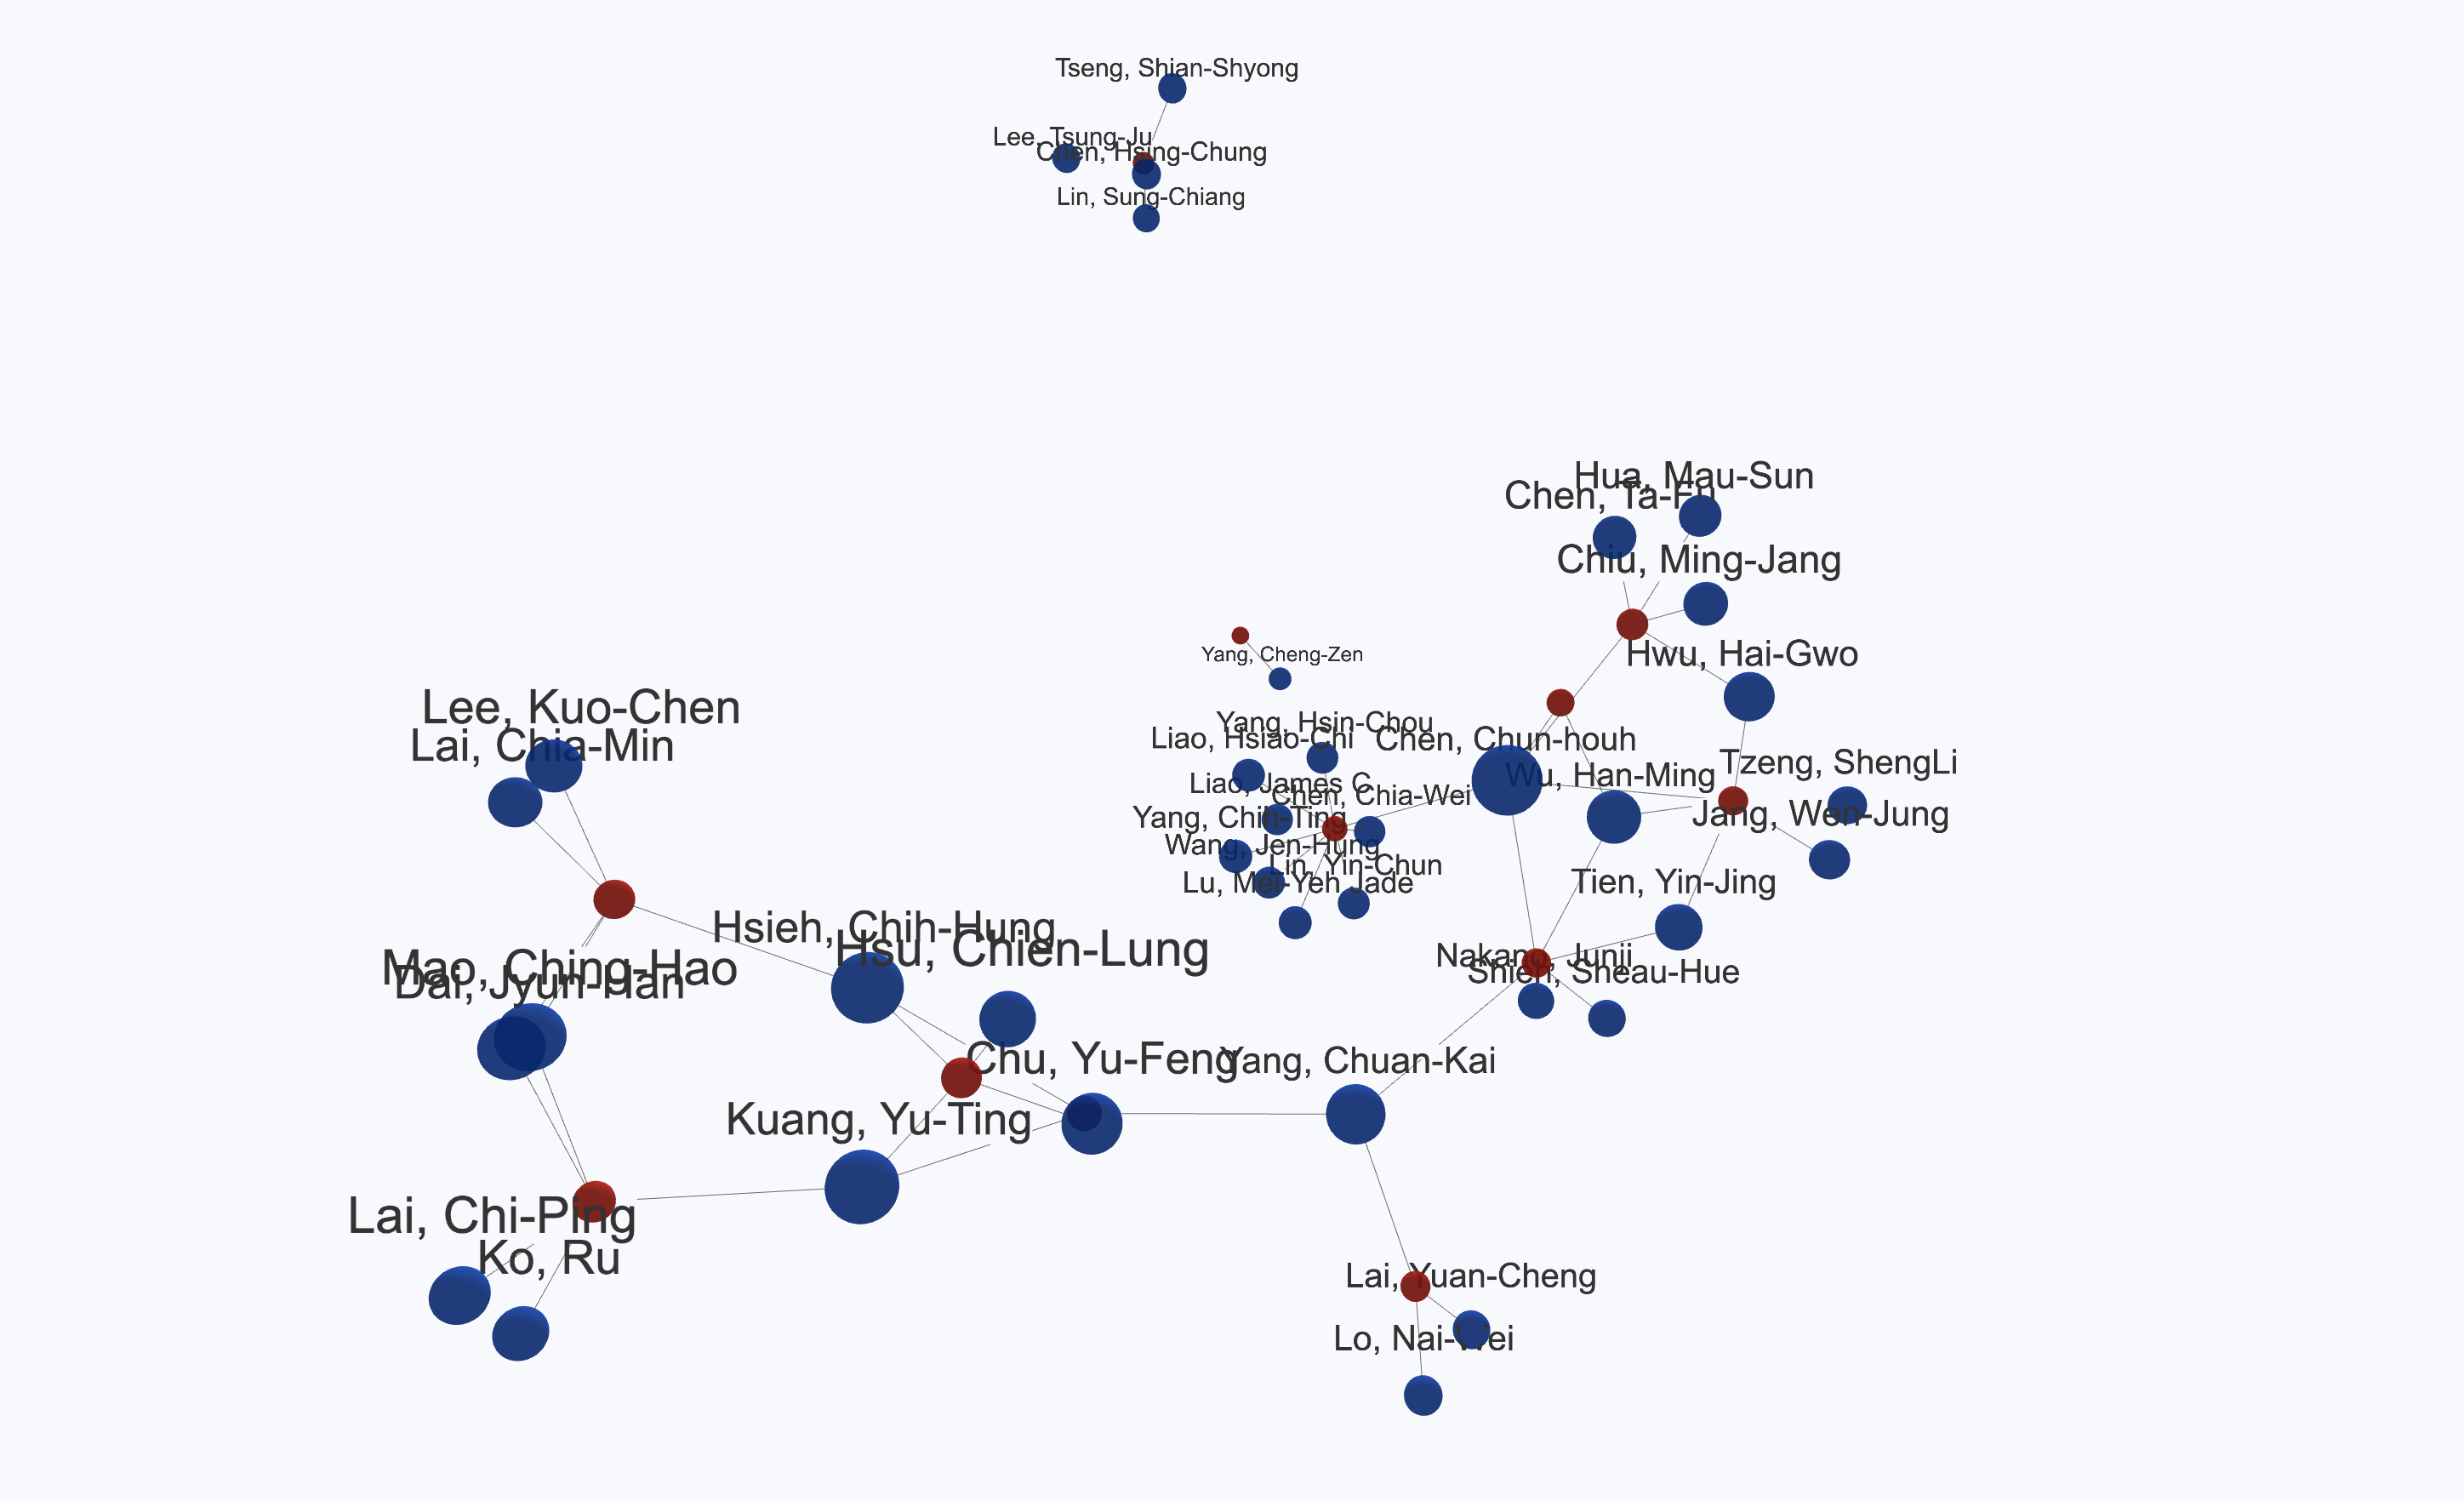 Tseng, Shian-Shyong
Lee, Tsung-Ju
Chen, Hsing-Chung
Lin, Sung-Chiang
Hua, Mau-Sun
Chen, Ta-Fu
Chiu, Ming-Jang
Hwu, Hai-Gwo
Yang, Cheng-Zen
Lee, Kuo-Chen
Lai, Chia-Min
Yang, Hsin-Chou
Liao, Hsiao-Chi
Chen, Chun-houh
Tzeng, ShengLi
Wu, Han-Ming
Liao, James C
Chen, Chia-Wei
Jang, Wen-Jung
Yang, Chih-Ting
Wang, Jen-Hung
Lin, Yin-Chun
Lu, Mei-Yeh Jade
Tien, Yin-Jing
Hsieh, Chih-Hung
Hsu, Chien-Lung
Nakano, Junji
Shieh, Sheau-Hue
Mao, Ching-Hao
Dai, Jyun-Han
Chu, Yu-Feng
Yang, Chuan-Kai
Kuang, Yu-Ting
Lai, Chi-Ping
Ko, Ru
Lai, Yuan-Cheng
Lo, Nai-Wei